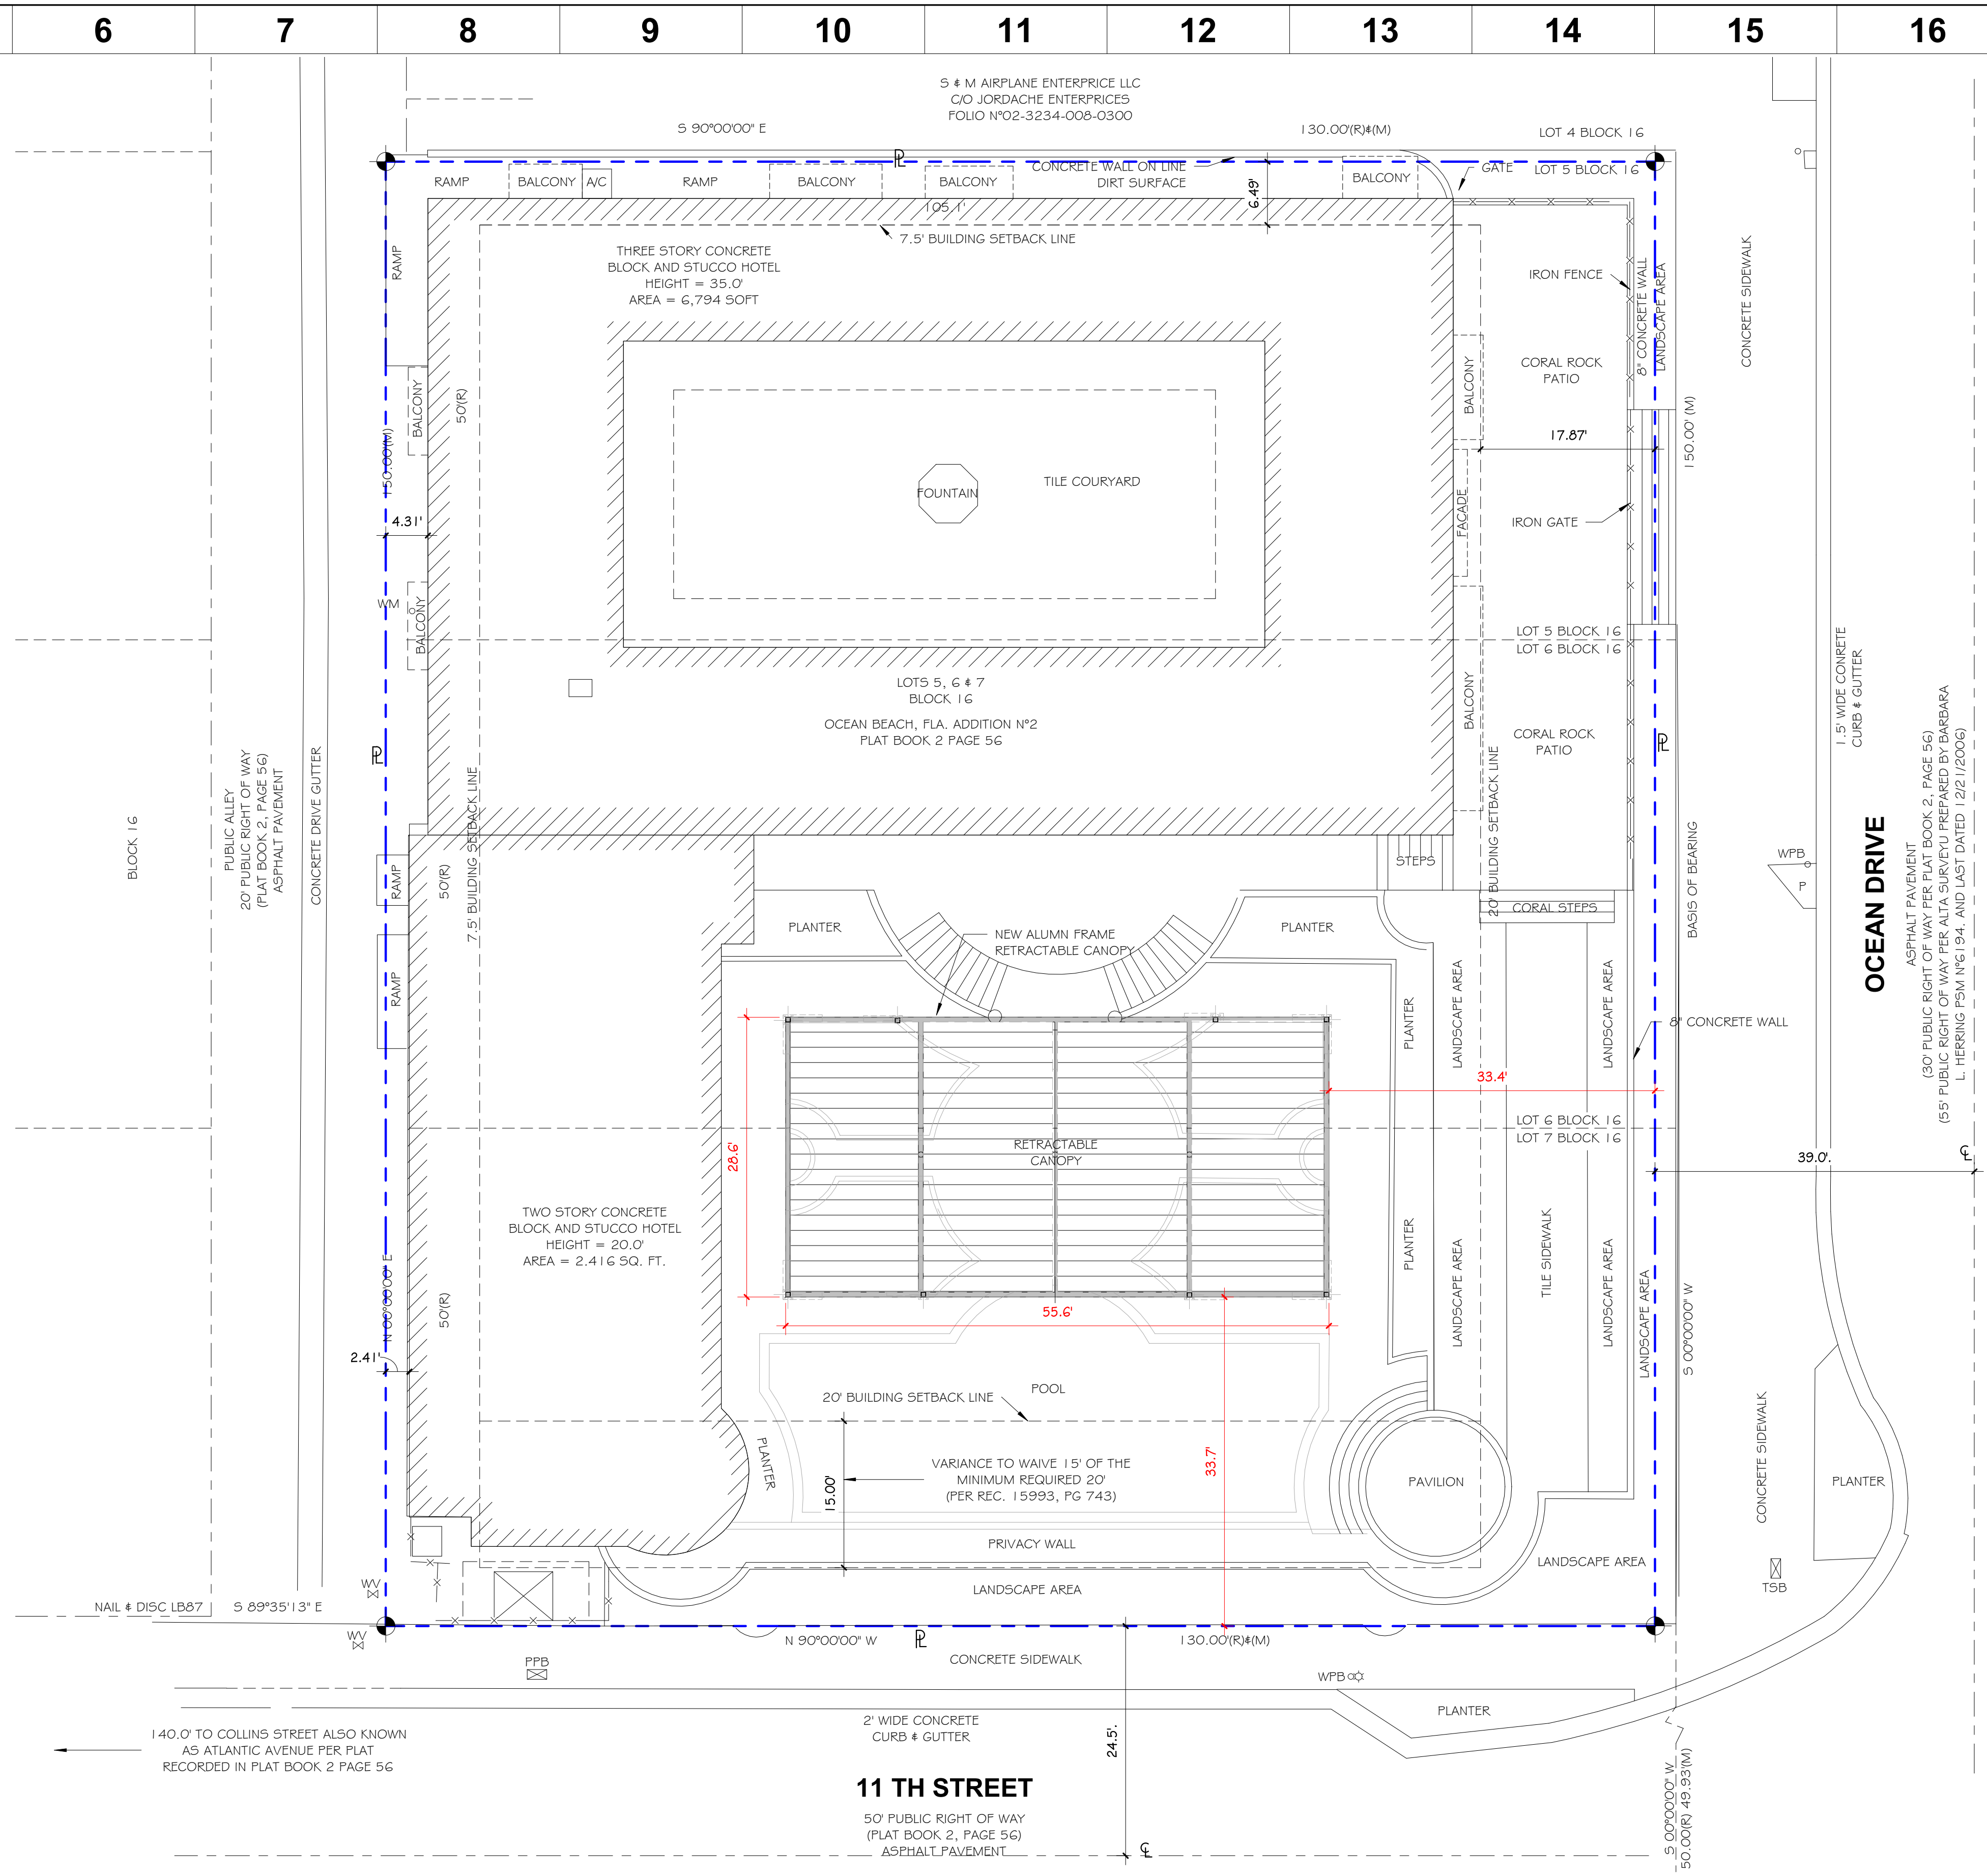 6
7
8
9
10
11
12
13
14
15
16
S & M AIRPLANE ENTERPRICE LLC
C/O JORDACHE ENTERPRICES
FOLIO N°02-3234-008-0300
S 90°00'00" E
130.00'(R)&(M)
LOT 4 BLOCK 16
LOT 5 BLOCK 16
GATE
PL
CONCRETE WALL ON LINE
DIRT SURFACE
RAMP
BALCONY
A/C
RAMP
BALCONY
BALCONY
BALCONY
6.49'
105.1'
7.5' BUILDING SETBACK LINE
RAMP
THREE STORY CONCRETE
BLOCK AND STUCCO HOTEL
HEIGHT = 35.0'
AREA = 6,794 SOFT
IRON FENCE
8" CONCRETE WALL
LANDSCAPE AREA
CONCRETE SIDEWALK
CORAL ROCK
PATIO
BALCONY
BALCONY
50'(R)
150.00'(M)
150.00' (M)
17.87'
4.31'
FOUNTAIN
TILE COURYARD
FACADE
IRON GATE
WM
BALCONY
LOT 5 BLOCK 16
LOT 6 BLOCK 16
LOTS 5, 6 & 7
BLOCK 16
OCEAN BEACH, FLA. ADDITION N°2
PLAT BOOK 2 PAGE 56
BALCONY
CORAL ROCK
PATIO
PL
PL
1.5' WIDE CONRETE
CURB & GUTTER
BLOCK 16
PUBLIC ALLEY
20' PUBLIC RIGHT OF WAY
(PLAT BOOK 2, PAGE 56)
ASPHALT PAVEMENT
CONCRETE DRIVE GUTTER
7.5' BUILDING SETBACK LINE
20' BUILDING SETBACK LINE
BASIS OF BEARING
WPB
P
OCEAN DRIVE
ASPHALT PAVEMENT
(30' PUBLIC RIGHT OF WAY PER PLAT BOOK 2, PAGE 56)
(55' PUBLIC RIGHT OF WAY PER ALTA SURVEYU PREPARED BY BARBARA
L. HERRING PSM N°6194. AND LAST DATED 12/21/2006)
RAMP
50'(R)
STEPS
CORAL STEPS
PLANTER
NEW ALUMN FRAME
RETRACTABLE CANOPY
PLANTER
RAMP
PLANTER
LANDSCAPE AREA
LANDSCAPE AREA
8" CONCRETE WALL
33.4'
LOT 6 BLOCK 16
LOT 7 BLOCK 16
28.6'
RETRACTABLE
CANOPY
39.0'.
CL
TWO STORY CONCRETE
BLOCK AND STUCCO HOTEL
HEIGHT = 20.0'
AREA = 2.416 SQ. FT.
PLANTER
LANDSCAPE AREA
TILE SIDEWALK
LANDSCAPE AREA
LANDSCAPE AREA
N 00°00'00" E
50'(R)
55.6'
S 00°00'00" W
2.41'
POOL
20' BUILDING SETBACK LINE
PLANTER
15.00'
VARIANCE TO WAIVE 15' OF THE
MINIMUM REQUIRED 20'
(PER REC. 15993, PG 743)
33.7'
PAVILION
CONCRETE SIDEWALK
PLANTER
PRIVACY WALL
LANDSCAPE AREA
LANDSCAPE AREA
TSB
WV
NAIL & DISC LB87
S 89°35'13" E
WV
N 90°00'00" W
PL
130.00'(R)&(M)
CONCRETE SIDEWALK
PPB
WPB
PLANTER
140.0' TO COLLINS STREET ALSO KNOWN
AS ATLANTIC AVENUE PER PLAT
RECORDED IN PLAT BOOK 2 PAGE 56
2' WIDE CONCRETE
CURB & GUTTER
24.5'.
11 TH STREET
50' PUBLIC RIGHT OF WAY
(PLAT BOOK 2, PAGE 56)
ASPHALT PAVEMENT
CL
S 00°00'00" W
50.00'(R) 49.93'(M)